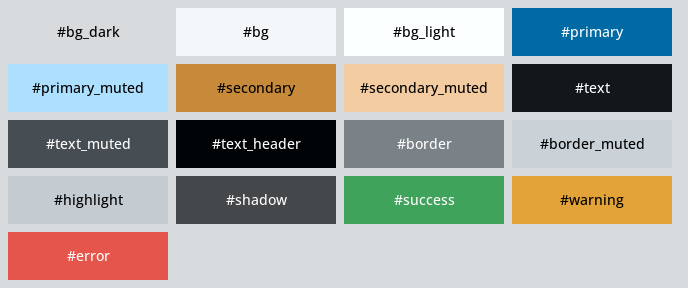 #bg_dark
#bg
#bg_light
#primary
#primary_muted
#secondary
#secondary_muted
#text
#text_muted
#text_header
#border
#border_muted
#highlight
#shadow
#success
#warning
#error